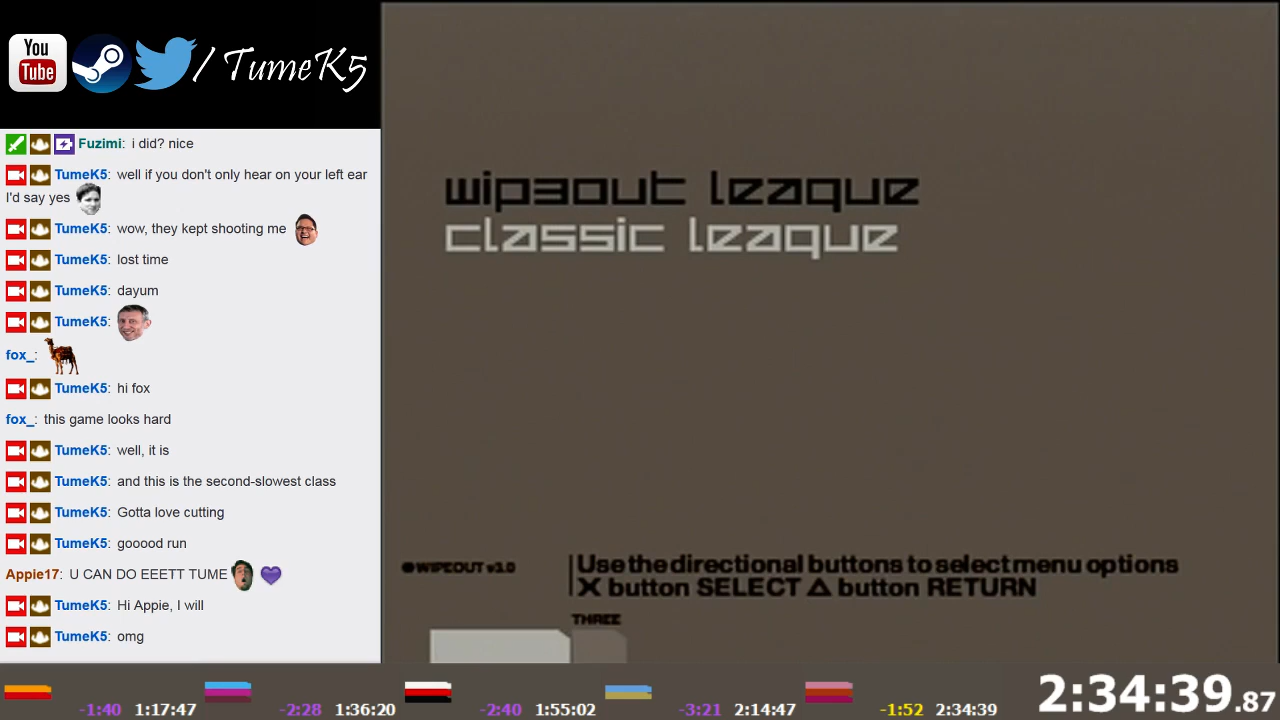 You
Tube
/ TumeK5
Fuzimi: i did? nice
TumeK5: well if you don't only hear on your left ear
I'd say yes
TumeK5: wow, they kept shooting me
TumeK5: lost time
TumeK5: dayum
TumeK5:
fox_:
TumeK5: hi fox
fox_: this game looks hard
TumeK5: well, it is
TumeK5: and this is the second-slowest class
TumeK5: Gotta love cutting
TumeK5: gooood run
Appie17: U CAN DO EEETT TUME
TumeK5: Hi Appie, I will
TumeK5: omg
wip3out league
classic league
WIPEOUT v3.0
Use the directional buttons to select menu options
X button SELECT △ button RETURN
THREE
-1:40 1:17:47
-2:28 1:36:20
-2:40 1:55:02
-3:21 2:14:47
-1:52 2:34:39
2:34:39.87